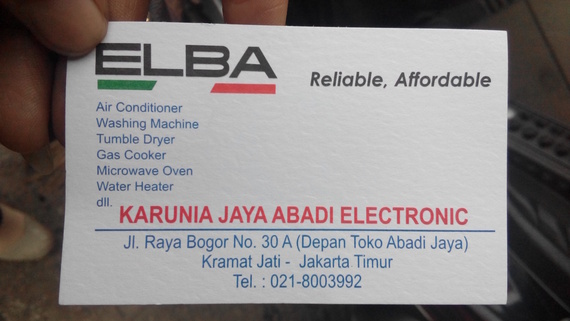 ELBA
Reliable, Affordable
Air Conditioner
Washing Machine
Tumble Dryer
Gas Cooker
Microwave Oven
Water Heater
dll.
KARUNIA JAYA ABADI ELECTRONIC
Jl. Raya Bogor No. 30 A (Depan Toko Abadi Jaya)
Kramat Jati - Jakarta Timur
Tel. : 021-8003992